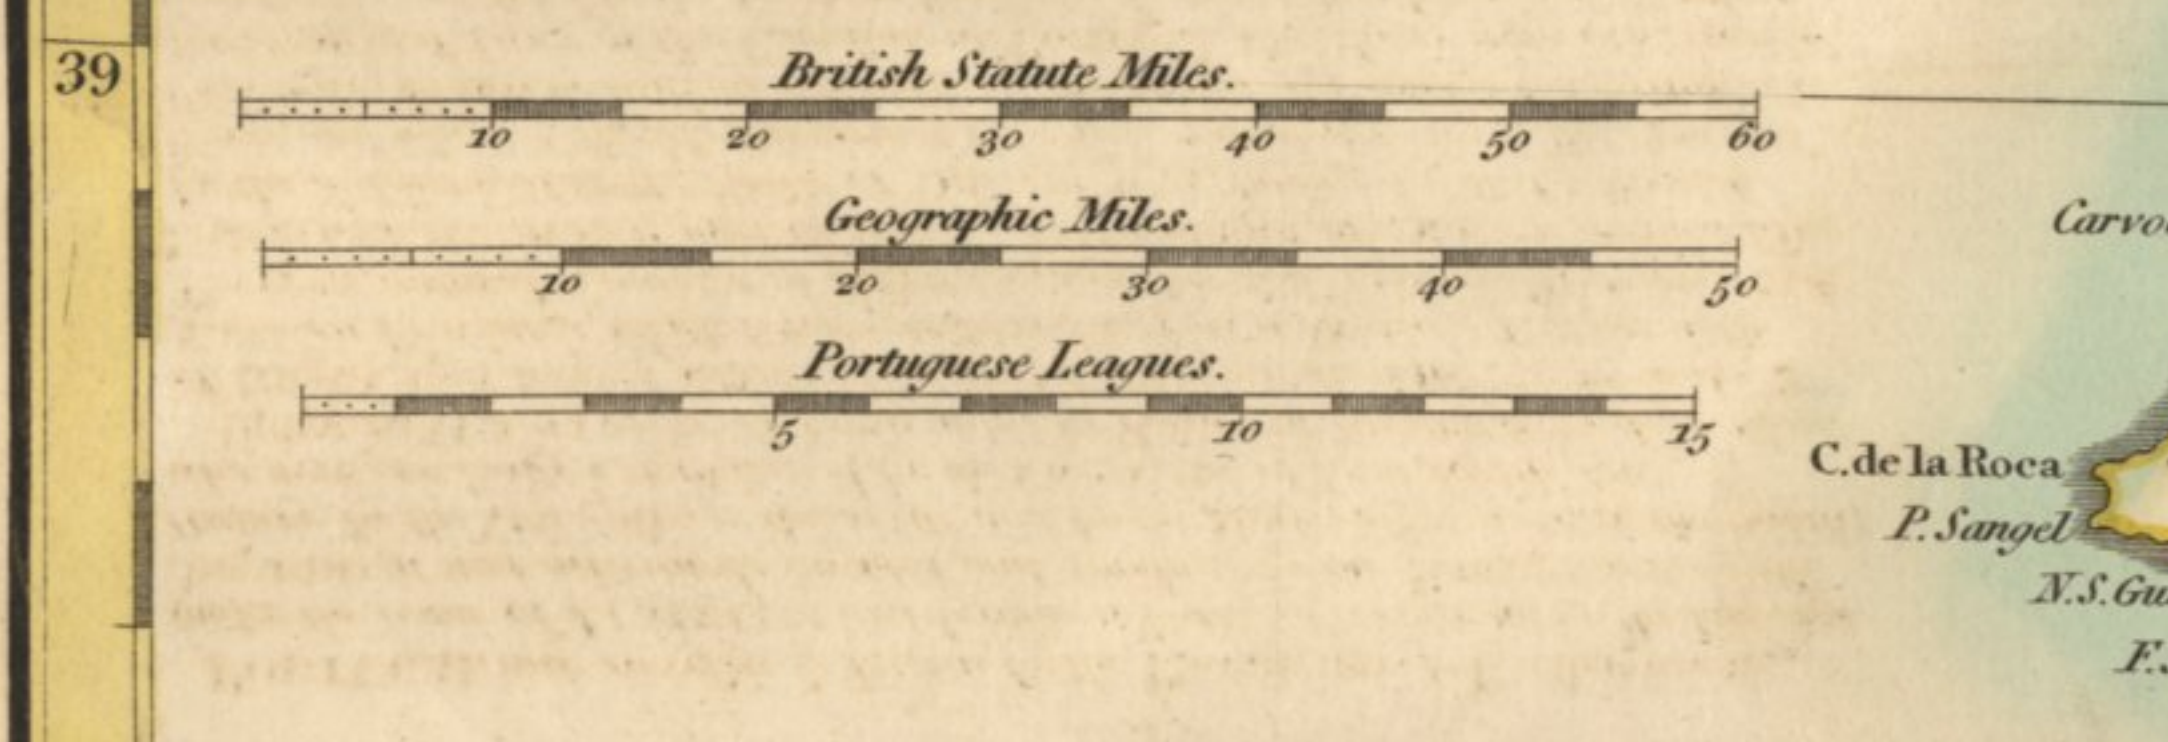 39
British Statute Miles.
10 20 30 40 50 60
Geographic Miles.
10 20 30 40 50
Portuguese Leagues.
5 10 15
Carvo
C. de la Roca
P. Sangel
N.S. Gu
F.